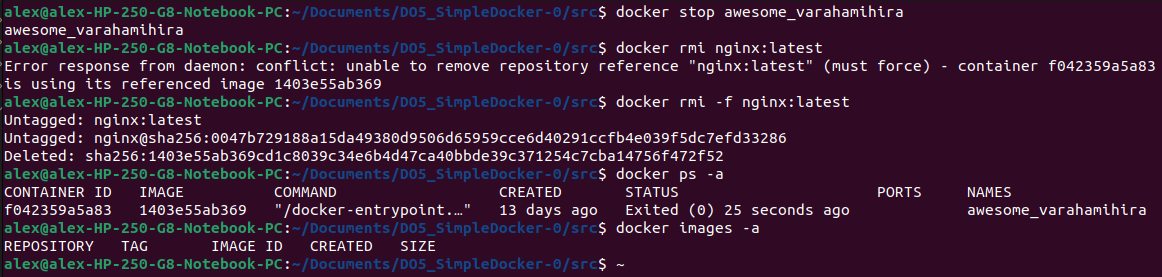 alex@alex-HP-250-G8-Notebook-PC:~/Documents/DO5_SimpleDocker-0/src$ docker stop awesome_varahamihira
awesome_varahamihira
alex@alex-HP-250-G8-Notebook-PC:~/Documents/DO5_SimpleDocker-0/src$ docker rmi nginx:latest
Error response from daemon: conflict: unable to remove repository reference "nginx:latest" (must force) - container f042359a5a83
is using its referenced image 1403e55ab369
alex@alex-HP-250-G8-Notebook-PC:~/Documents/DO5_SimpleDocker-0/src$ docker rmi -f nginx:latest
Untagged: nginx:latest
Untagged: nginx@sha256:0047b729188a15da49380d9506d65959cce6d40291ccfb4e039f5dc7efd33286
Deleted: sha256:1403e55ab369cd1c8039c34e6b4d47ca40bbde39c371254c7cba14756f472f52
alex@alex-HP-250-G8-Notebook-PC:~/Documents/DO5_SimpleDocker-0/src$ docker ps -a
CONTAINER ID   IMAGE          COMMAND                  CREATED       STATUS                      PORTS     NAMES
f042359a5a83   1403e55ab369   "/docker-entrypoint.…"   13 days ago   Exited (0) 25 seconds ago             awesome_varahamihira
alex@alex-HP-250-G8-Notebook-PC:~/Documents/DO5_SimpleDocker-0/src$ docker images -a
REPOSITORY   TAG       IMAGE ID   CREATED   SIZE
alex@alex-HP-250-G8-Notebook-PC:~/Documents/DO5_SimpleDocker-0/src$ ~